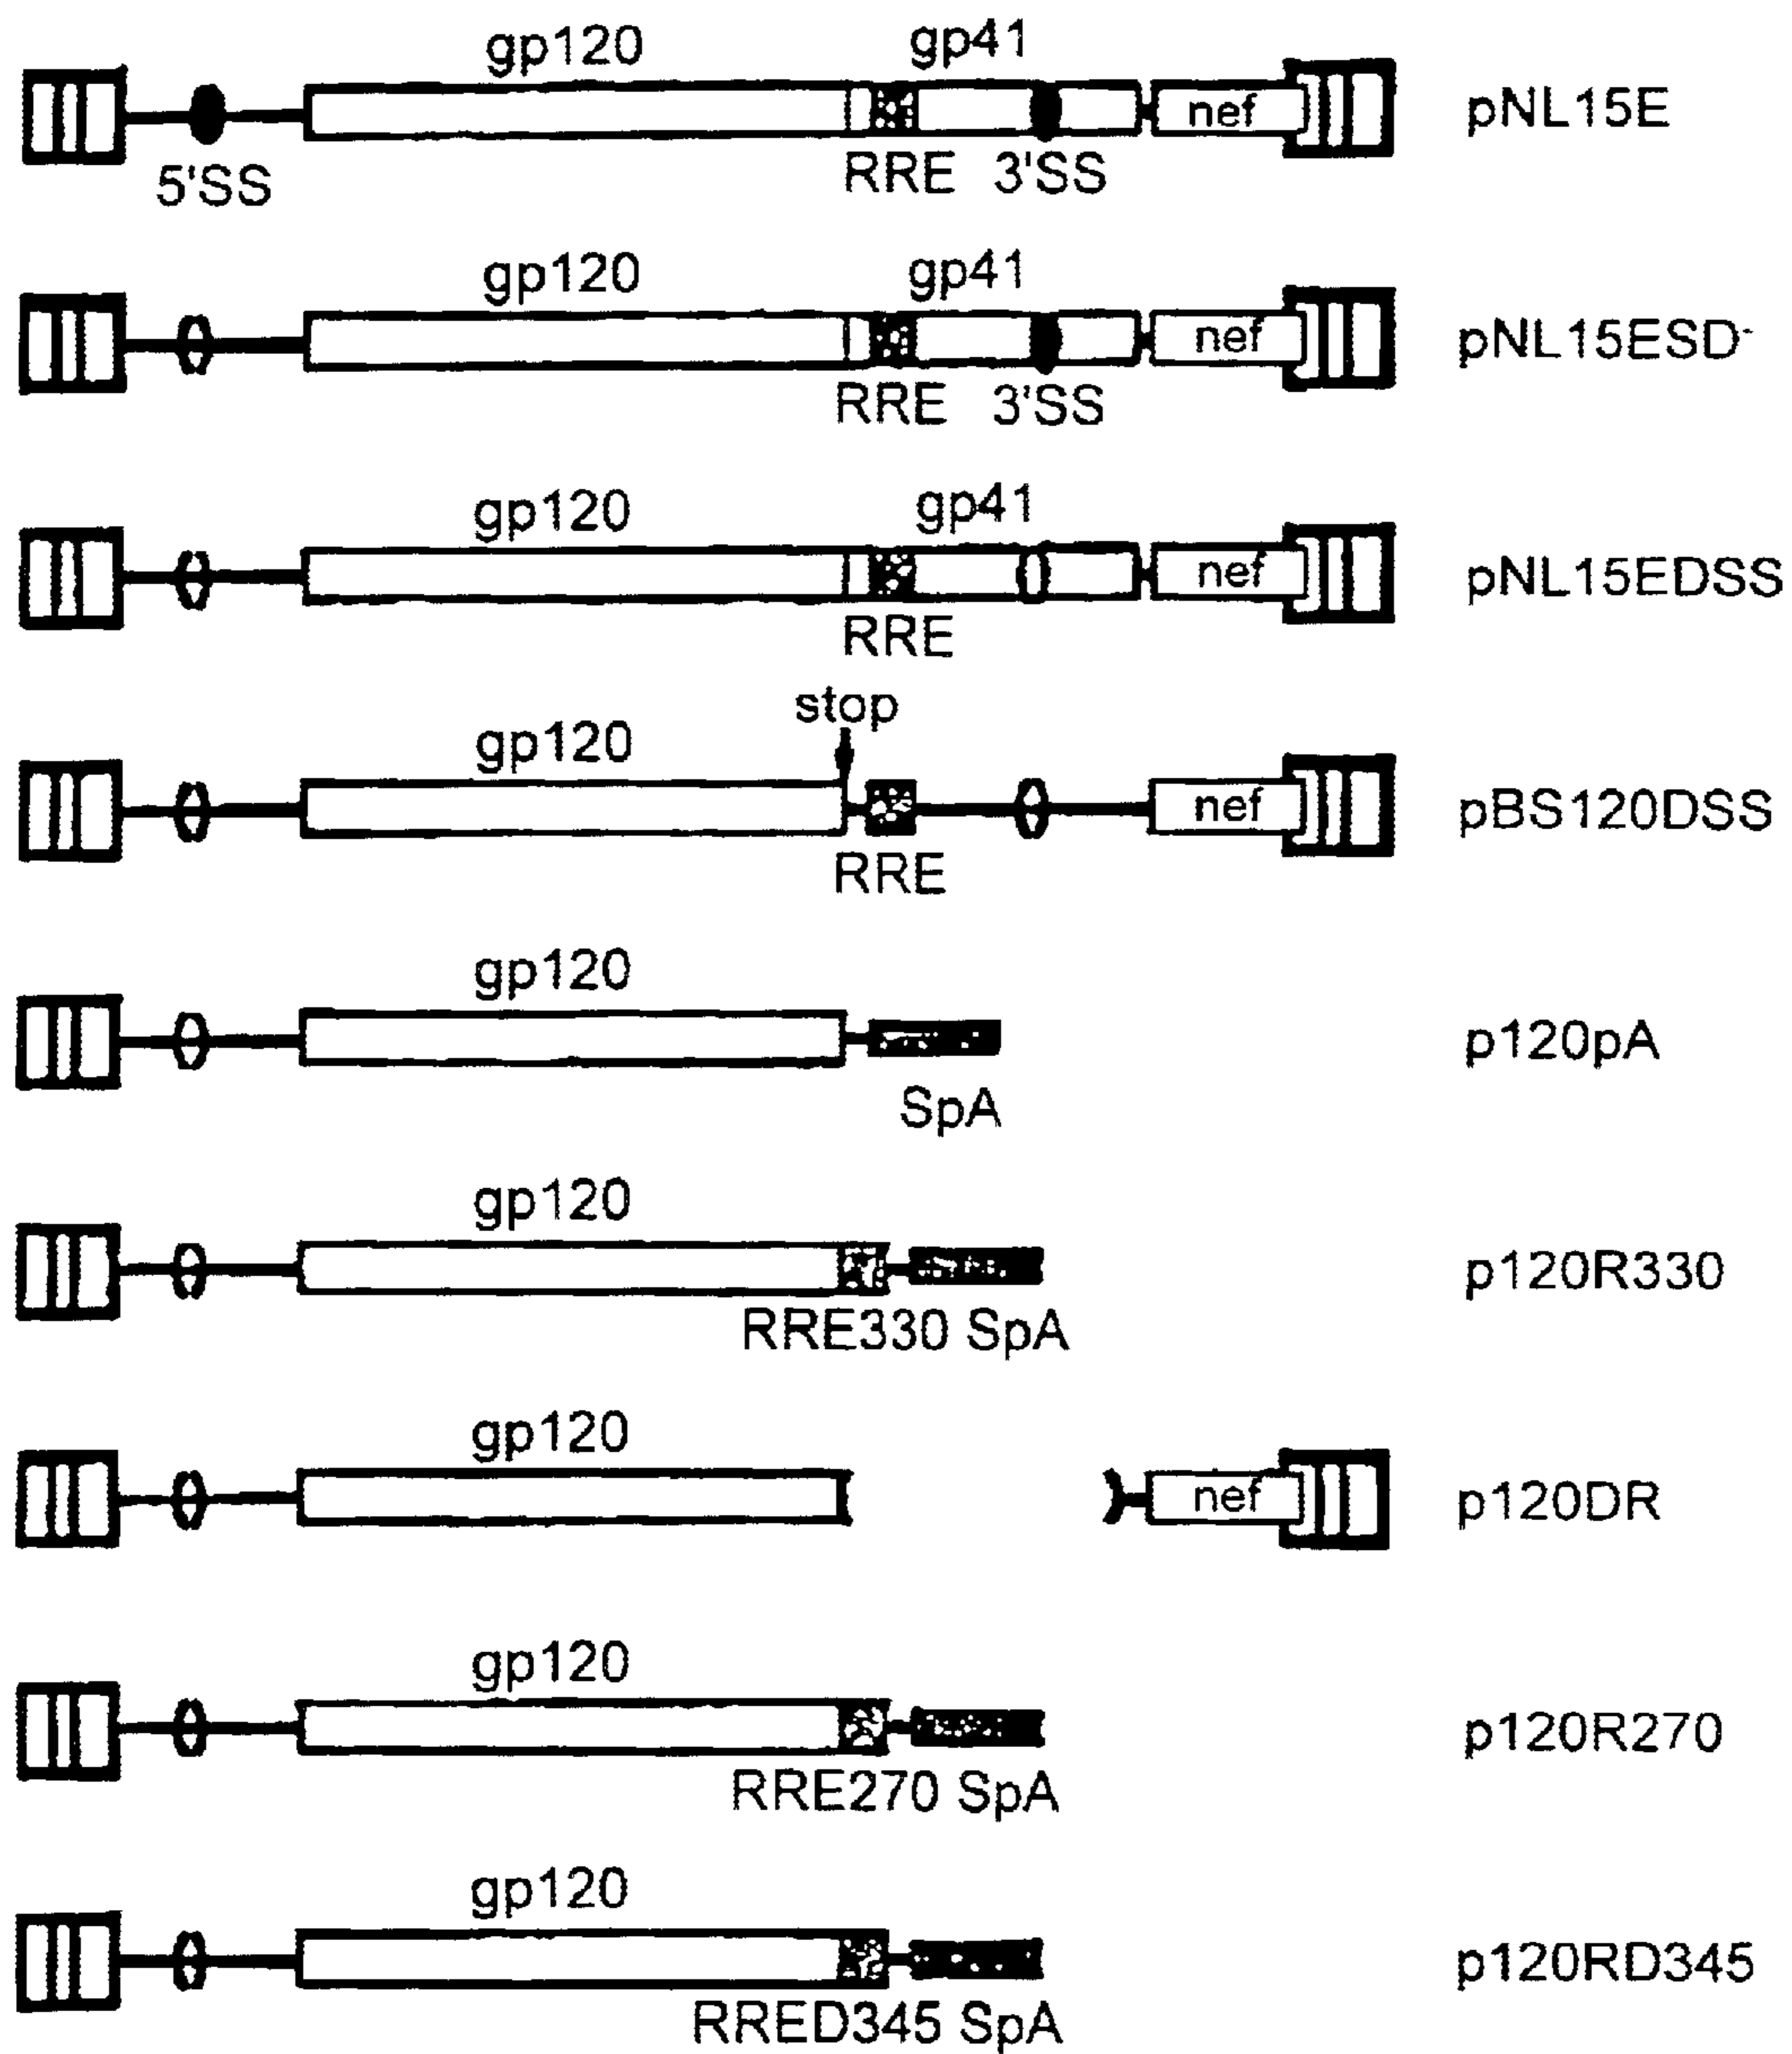 gp120 gp41
nef pNL15E
5'SS RRE 3'SS
gp120 gp41
nef pNL15ESD-
RRE 3'SS
gp120 gp41
nef pNL15EDSS
RRE
stop
gp120
nef pBS120DSS
RRE
gp120
p120pA
SpA
gp120
p120R330
RRE330 SpA
gp120
nef p120DR
gp120
p120R270
RRE270 SpA
gp120
p120RD345
RRED345 SpA